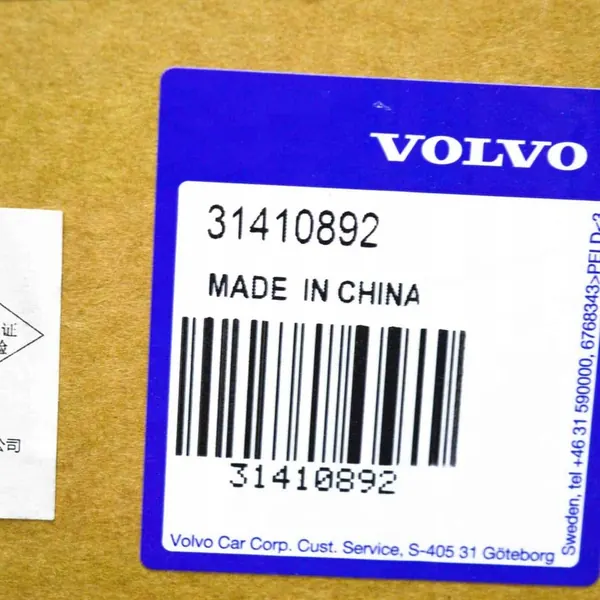 VOLVO
31410892
MADE IN CHINA
31410892
Volvo Car Corp. Cust. Service, S-405 31 Göteborg
Sweden, tel +46 31 590000, 6768343>PELD<3
证
验
公司